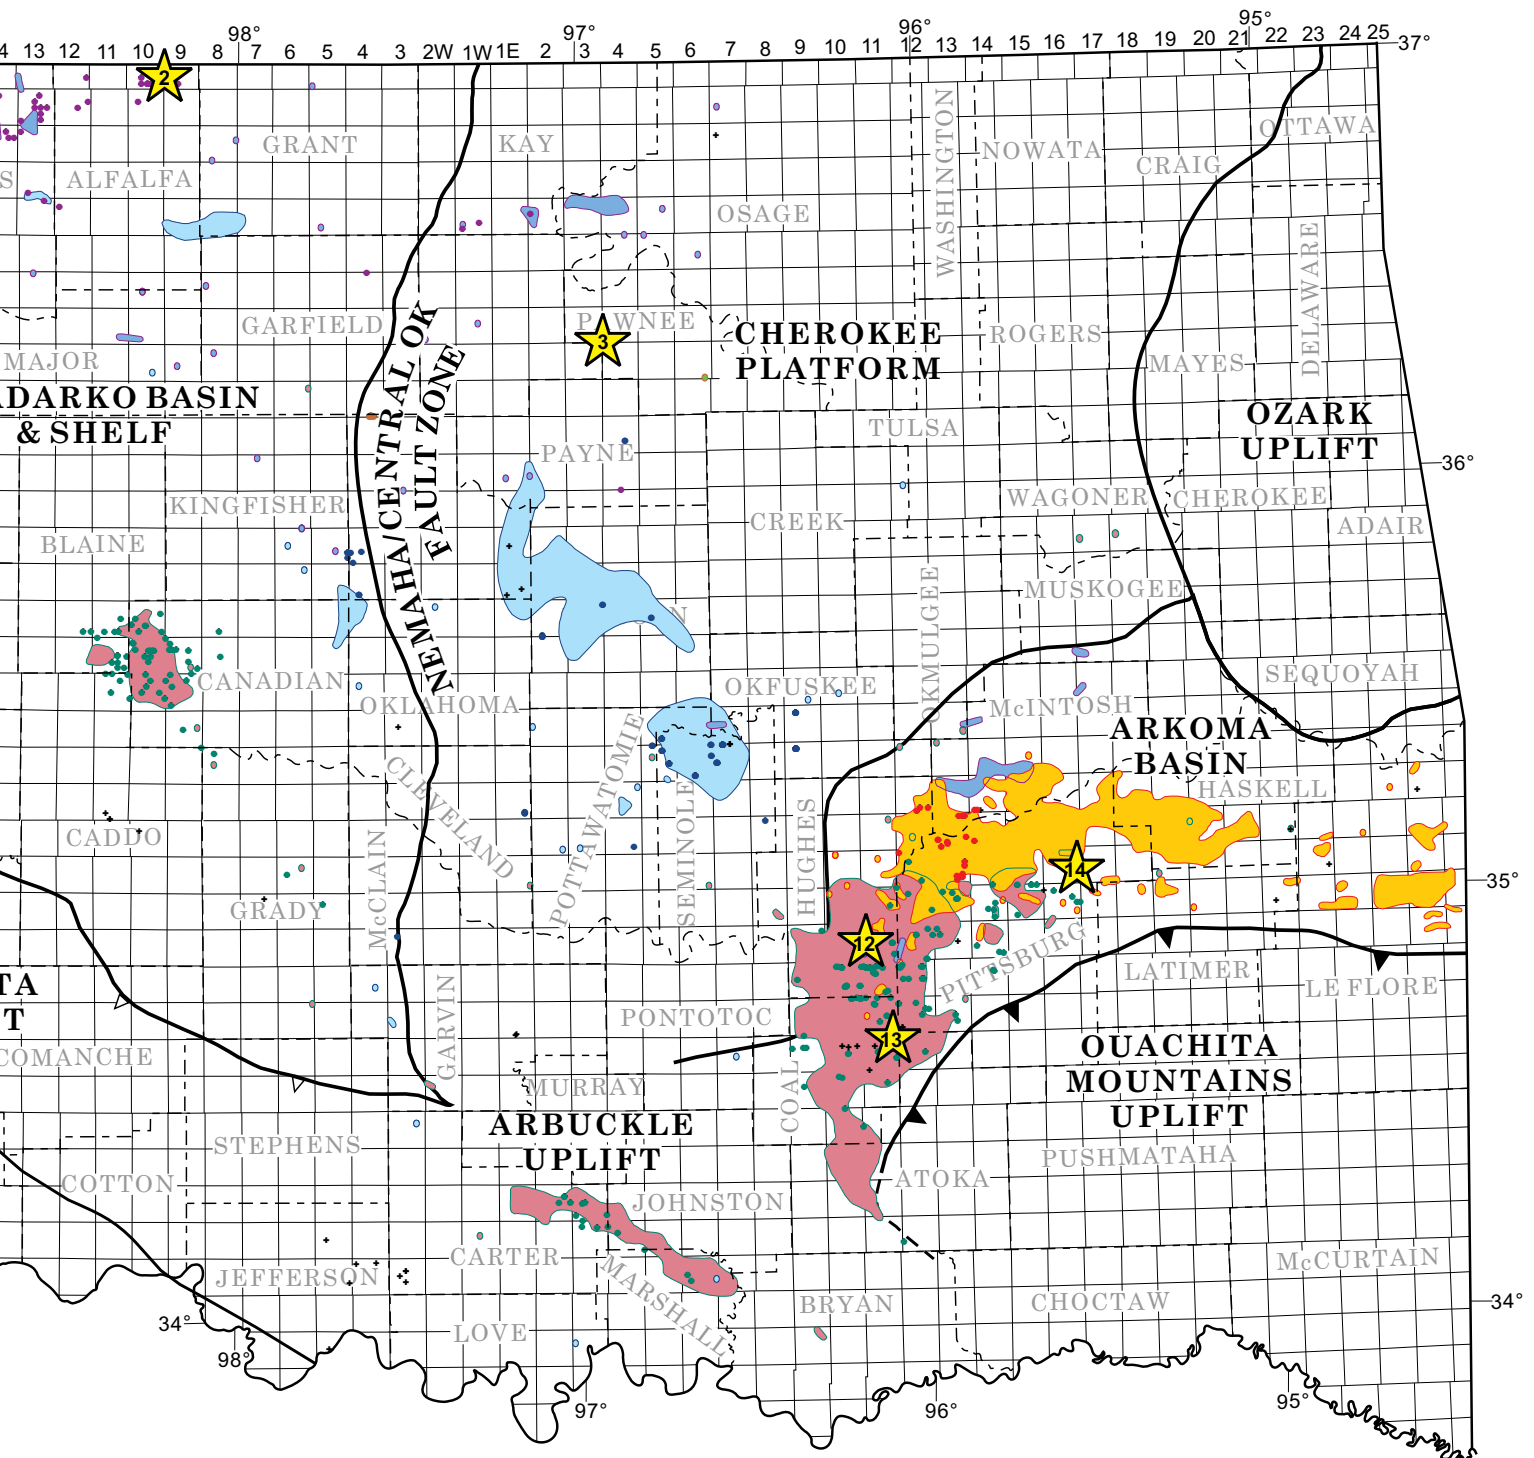 98° 97° 96° 95°
4 13 12 11 10 9 8 7 6 5 4 3 2W 1W 1E 2 3 4 5 6 7 8 9 10 11 12 13 14 15 16 17 18 19 20 21 22 23 24 25 37°
2
OTTAWA
GRANT KAY WASHINGTON NOWATA CRAIG
S ALFALFA
OSAGE
DELAWARE
GARFIELD PAWNEE
3
CHEROKEE
PLATFORM
ROGERS
MAJOR MAYES
ADARKO BASIN
& SHELF
NEMAHA/CENTRAL OK
FAULT ZONE
OZARK
UPLIFT
TULSA
PAYNE
36°
KINGFISHER WAGONER CHEROKEE
CREEK ADAIR
BLAINE
OKMULGEE MUSKOGEE
N
CANADIAN OKFUSKEE SEQUOYAH
OKLAHOMA McINTOSH
ARKOMA
BASIN
CLEVELAND POTTAWATOMIE SEMINOLE HUGHES HASKELL
CADDO
McCLAIN
14
35°
GRADY
12
PITTSBURG
LATIMER
LE FLORE
TA
T
GARVIN PONTOTOC
13
COMANCHE
OUACHITA
MOUNTAINS
UPLIFT
MURRAY COAL
ARBUCKLE
UPLIFT
STEPHENS PUSHMATAHA
COTTON ATOKA
JOHNSTON
CARTER McCURTAIN
JEFFERSON MARSHALL
BRYAN CHOCTAW
34° 34°
LOVE
98°
97° 96° 95°